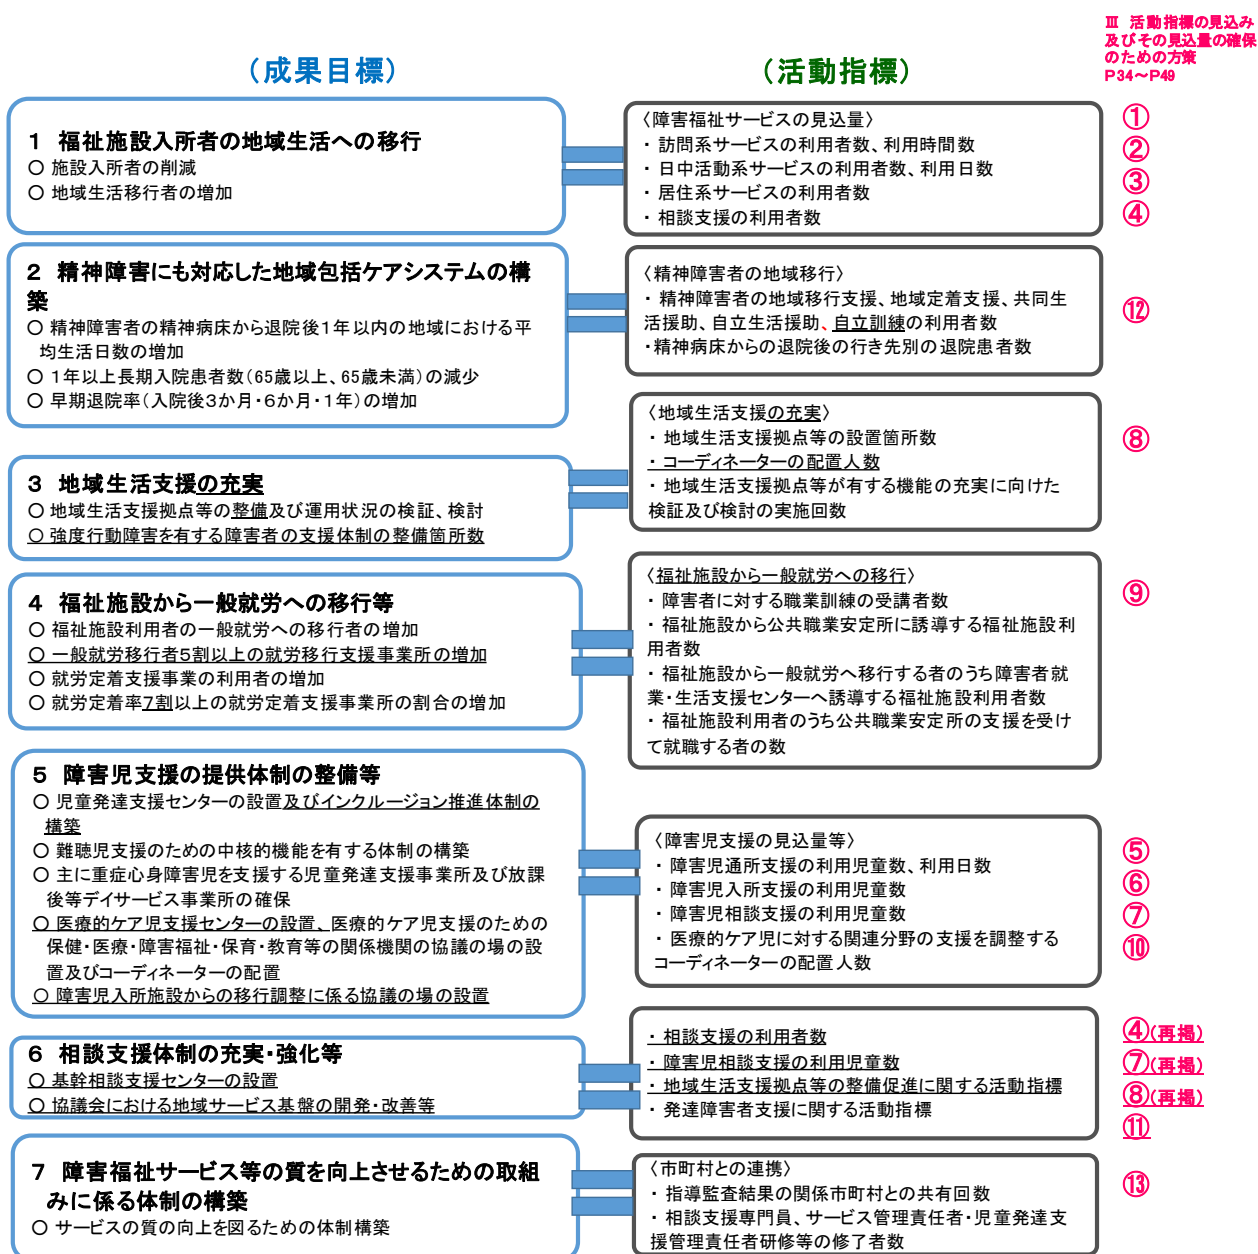 Ⅲ 活動指標の見込み
及びその見込量の確保
のための方策
P34～P49
（成果目標）
（活動指標）
１ 福祉施設入所者の地域生活への移行
○ 施設入所者の削減
○ 地域生活移行者の増加
〈障害福祉サービスの見込量〉
・ 訪問系サービスの利用者数、利用時間数
・ 日中活動系サービスの利用者数、利用日数
・ 居住系サービスの利用者数
・ 相談支援の利用者数
①
②
③
④
２ 精神障害にも対応した地域包括ケアシステムの構
築
○ 精神障害者の精神病床から退院後１年以内の地域における平
均生活日数の増加
○ １年以上長期入院患者数（65歳以上、65歳未満）の減少
○ 早期退院率（入院後３か月・６か月・１年）の増加
〈精神障害者の地域移行〉
・ 精神障害者の地域移行支援、地域定着支援、共同生
活援助、自立生活援助、自立訓練の利用者数
・精神病床からの退院後の行き先別の退院患者数
⑫
３ 地域生活支援の充実
○ 地域生活支援拠点等の整備及び運用状況の検証、検討
○ 強度行動障害を有する障害者の支援体制の整備箇所数
〈地域生活支援の充実〉
・ 地域生活支援拠点等の設置箇所数
・ コーディネーターの配置人数
・ 地域生活支援拠点等が有する機能の充実に向けた
検証及び検討の実施回数
⑧
４ 福祉施設から一般就労への移行等
○ 福祉施設利用者の一般就労への移行者の増加
○ 一般就労移行者５割以上の就労移行支援事業所の増加
○ 就労定着支援事業の利用者の増加
○ 就労定着率７割以上の就労定着支援事業所の割合の増加
〈福祉施設から一般就労への移行〉
・ 障害者に対する職業訓練の受講者数
・ 福祉施設から公共職業安定所に誘導する福祉施設利
用者数
・ 福祉施設から一般就労へ移行する者のうち障害者就
業・生活支援センターへ誘導する福祉施設利用者数
・ 福祉施設利用者のうち公共職業安定所の支援を受け
て就職する者の数
⑨
５ 障害児支援の提供体制の整備等
○ 児童発達支援センターの設置及びインクルージョン推進体制の
構築
○ 難聴児支援のための中核的機能を有する体制の構築
○ 主に重症心身障害児を支援する児童発達支援事業所及び放課
後等デイサービス事業所の確保
○ 医療的ケア児支援センターの設置、医療的ケア児支援のための
保健・医療・障害福祉・保育・教育等の関係機関の協議の場の設
置及びコーディネーターの配置
○ 障害児入所施設からの移行調整に係る協議の場の設置
〈障害児支援の見込量等〉
・ 障害児通所支援の利用児童数、利用日数
・ 障害児入所支援の利用児童数
・ 障害児相談支援の利用児童数
・ 医療的ケア児に対する関連分野の支援を調整する
コーディネーターの配置人数
⑤
⑥
⑦
⑩
６ 相談支援体制の充実・強化等
○ 基幹相談支援センターの設置
○ 協議会における地域サービス基盤の開発・改善等
・ 相談支援の利用者数
・ 障害児相談支援の利用児童数
・ 地域生活支援拠点等の整備促進に関する活動指標
・ 発達障害者支援に関する活動指標
④(再掲)
⑦(再掲)
⑧(再掲)
⑪
７ 障害福祉サービス等の質を向上させるための取組
みに係る体制の構築
○ サービスの質の向上を図るための体制構築
〈市町村との連携〉
・ 指導監査結果の関係市町村との共有回数
・ 相談支援専門員、サービス管理責任者・児童発達支
援管理責任者研修等の修了者数
⑬